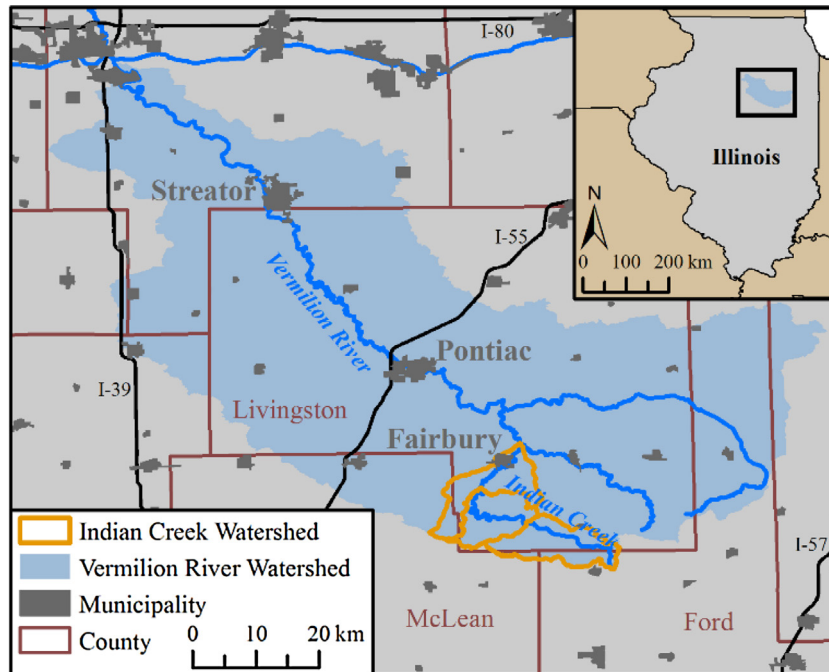 I-80
Illinois
N
0 100 200 km
Streator
I-55
Vermilion River
Pontiac
I-39
Livingston
Fairbury
Indian Creek
I-57
McLean
Ford
Indian Creek Watershed
Vermilion River Watershed
Municipality
County
0 10 20 km